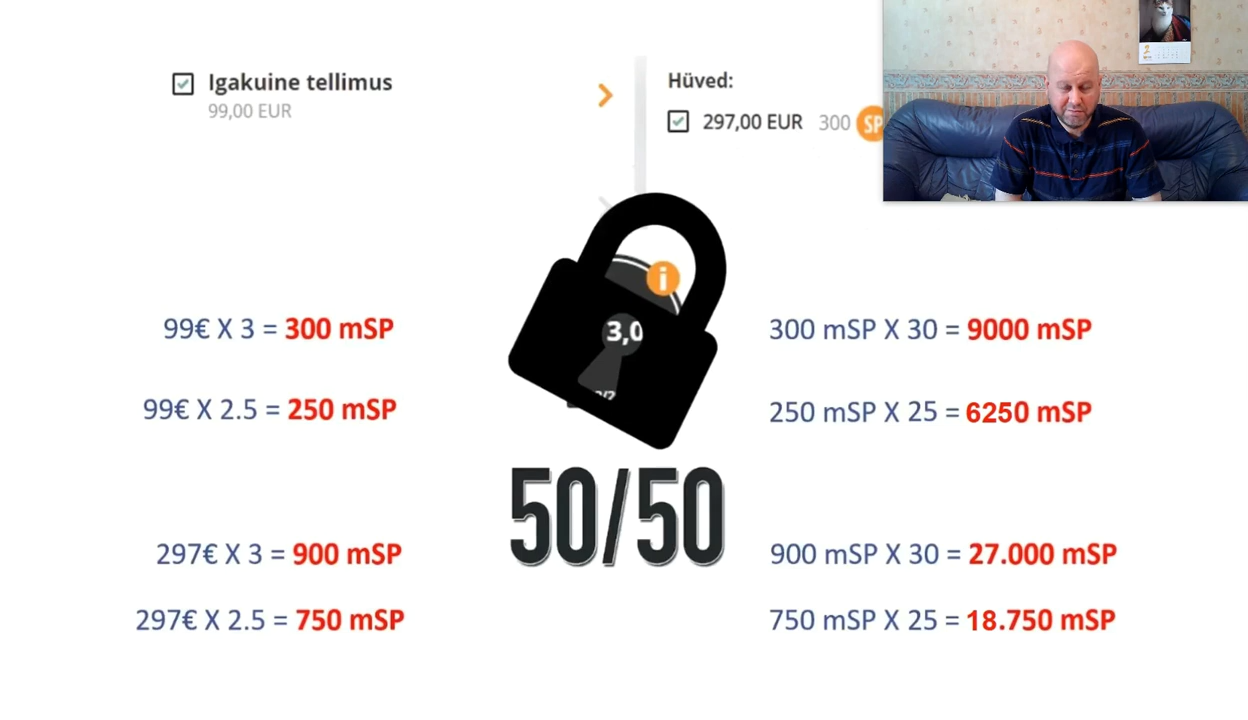 Igakuine tellimus
99,00 EUR
Hüved:
297,00 EUR 300 SP
i
3,0
99€ X 3 = 300 mSP
300 mSP X 30 = 9000 mSP
99€ X 2.5 = 250 mSP
250 mSP X 25 = 6250 mSP
50/50
297€ X 3 = 900 mSP
900 mSP X 30 = 27.000 mSP
297€ X 2.5 = 750 mSP
750 mSP X 25 = 18.750 mSP